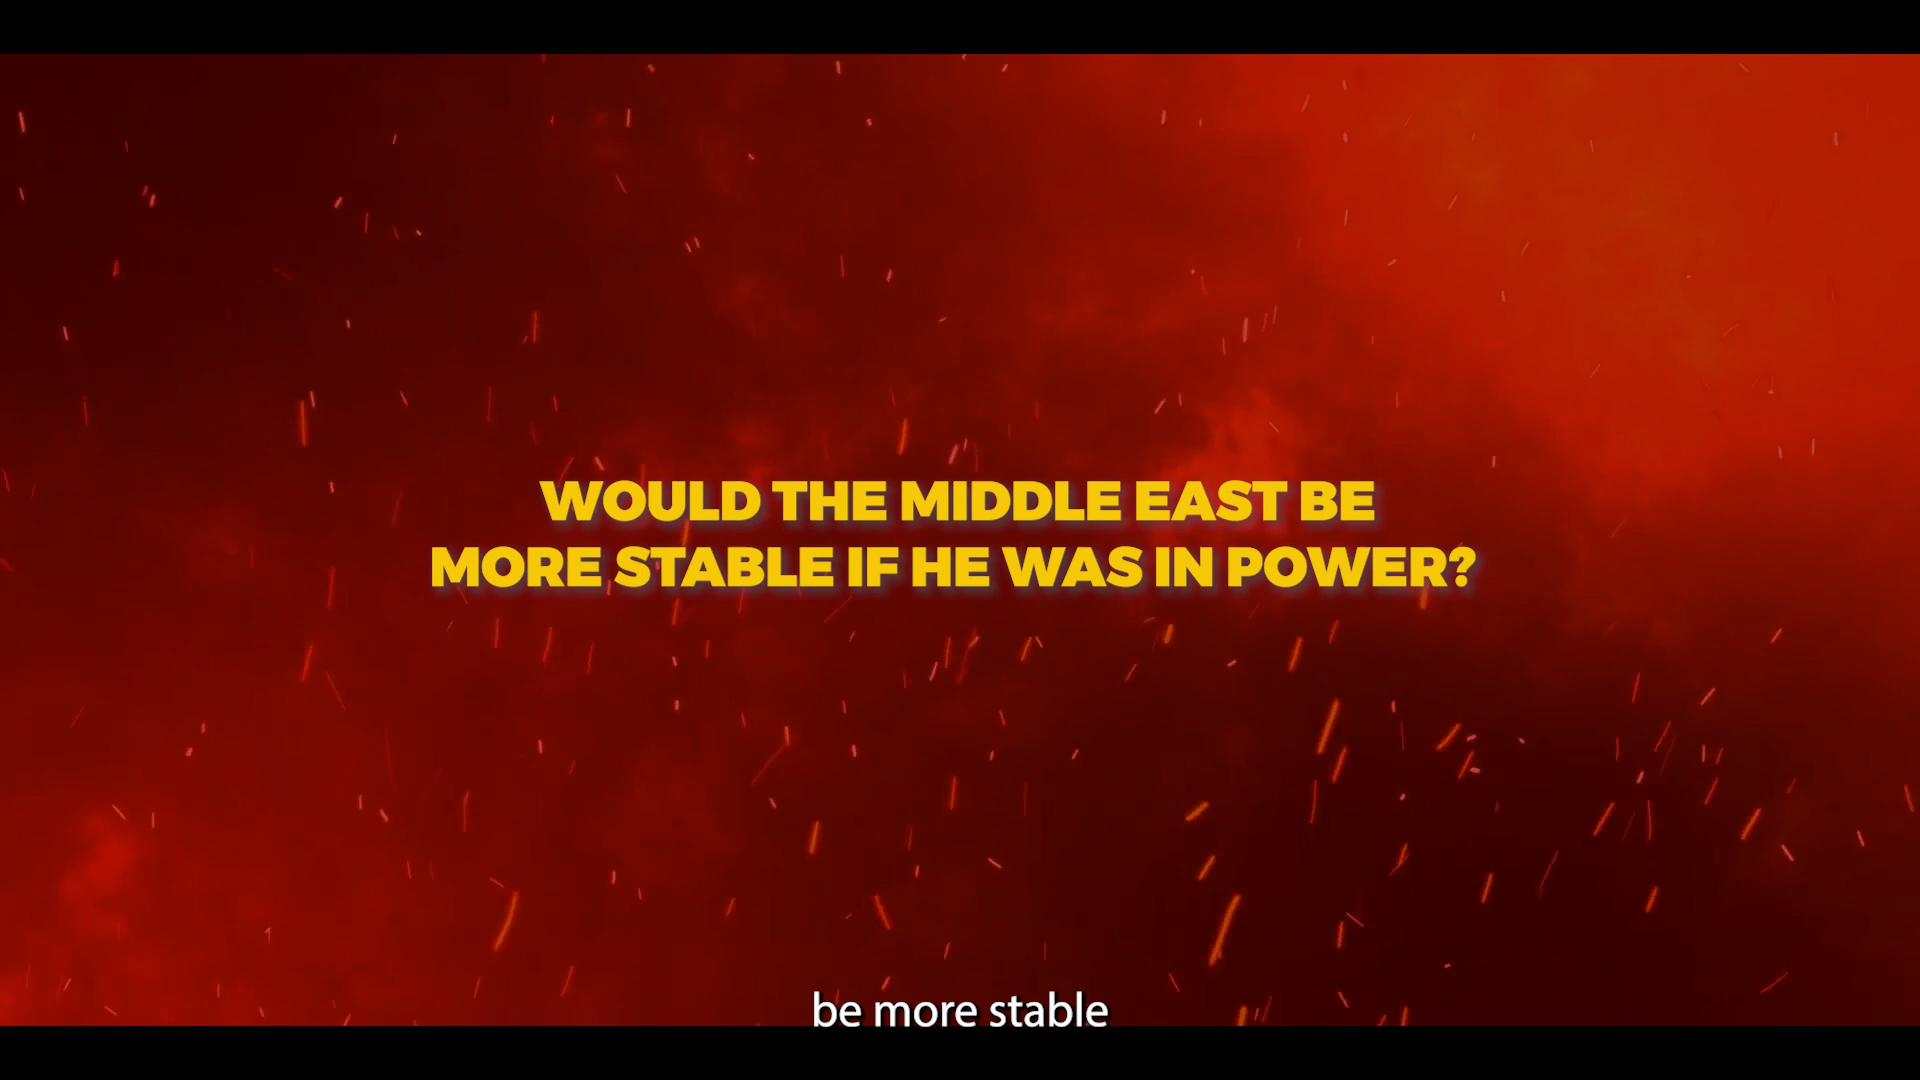 WOULD THE MIDDLE EAST BE
MORE STABLE IF HE WAS IN POWER?
be more stable